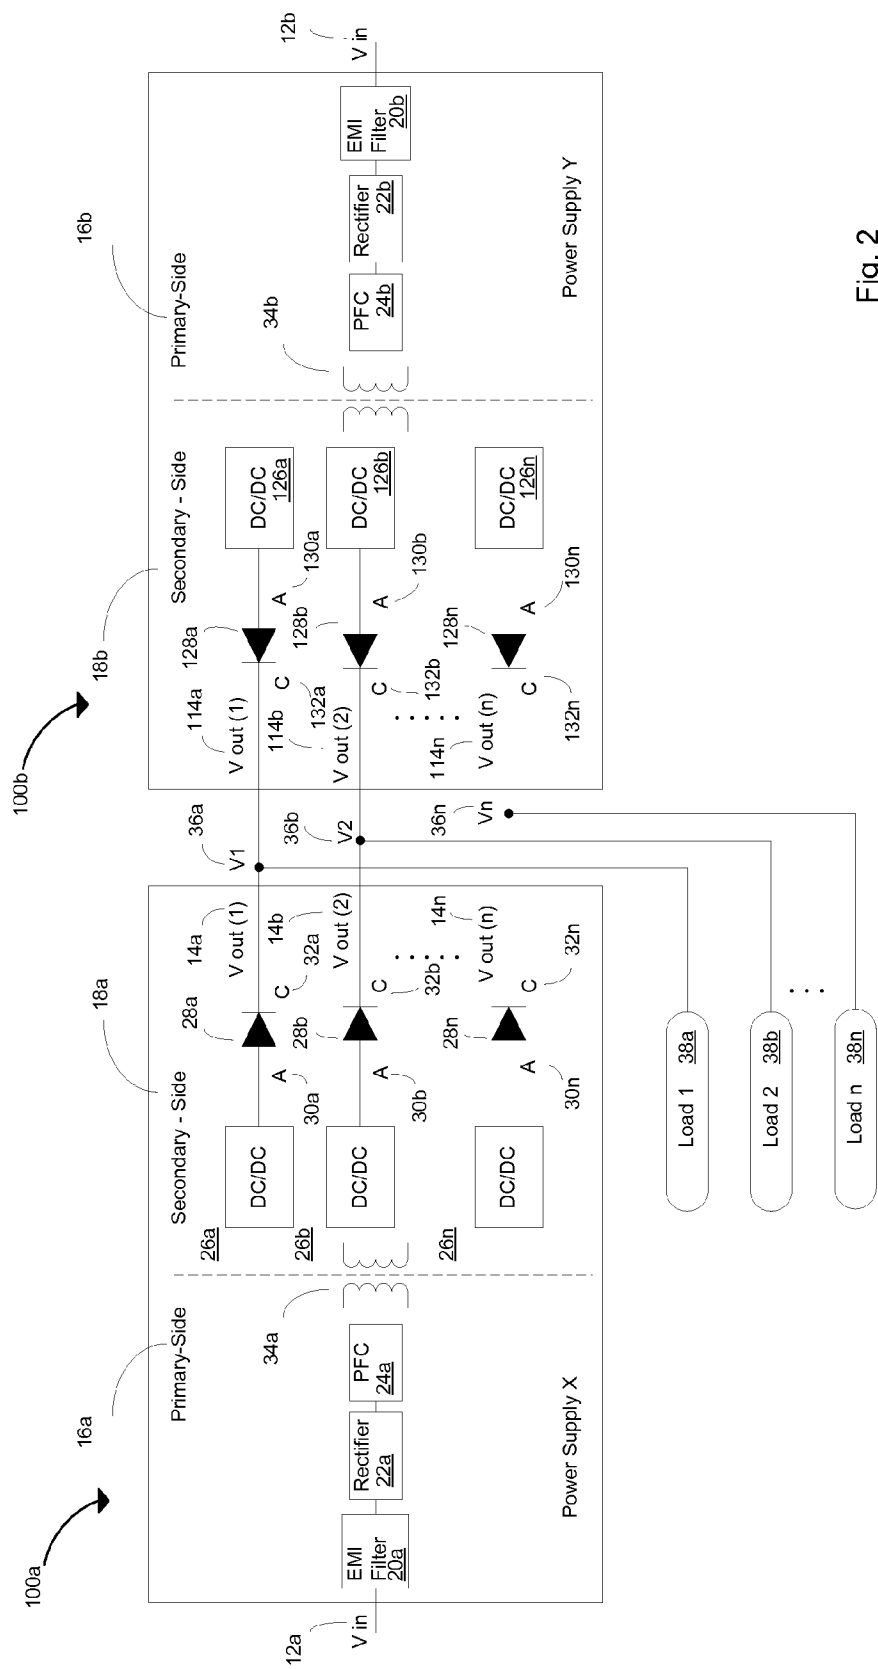 100a
16a
18a
12a
V in
Primary-Side
Secondary - Side
EMI
Filter
20a
Rectifier
22a
PFC
24a
34a
26a
DC/DC
26b
DC/DC
26n
DC/DC
28a
A
30a
C
32a
28b
A
30b
C
32b
28n
A
30n
C
32n
14a
V out (1)
14b
V out (2)
. . . . . .
14n
V out (n)
Power Supply X
36a
V1
36b
V2
36n
Vn
100b
18b
16b
12b
V in
Secondary - Side
Primary-Side
114a
V out (1)
114b
V out (2)
. . . . . .
114n
V out (n)
128a
A
130a
C
132a
128b
A
130b
C
132b
128n
A
130n
C
132n
DC/DC
126a
DC/DC
126b
DC/DC
126n
34b
PFC
24b
Rectifier
22b
EMI
Filter
20b
Power Supply Y
Load 1 38a
Load 2 38b
. . .
Load n 38n
Fig. 2